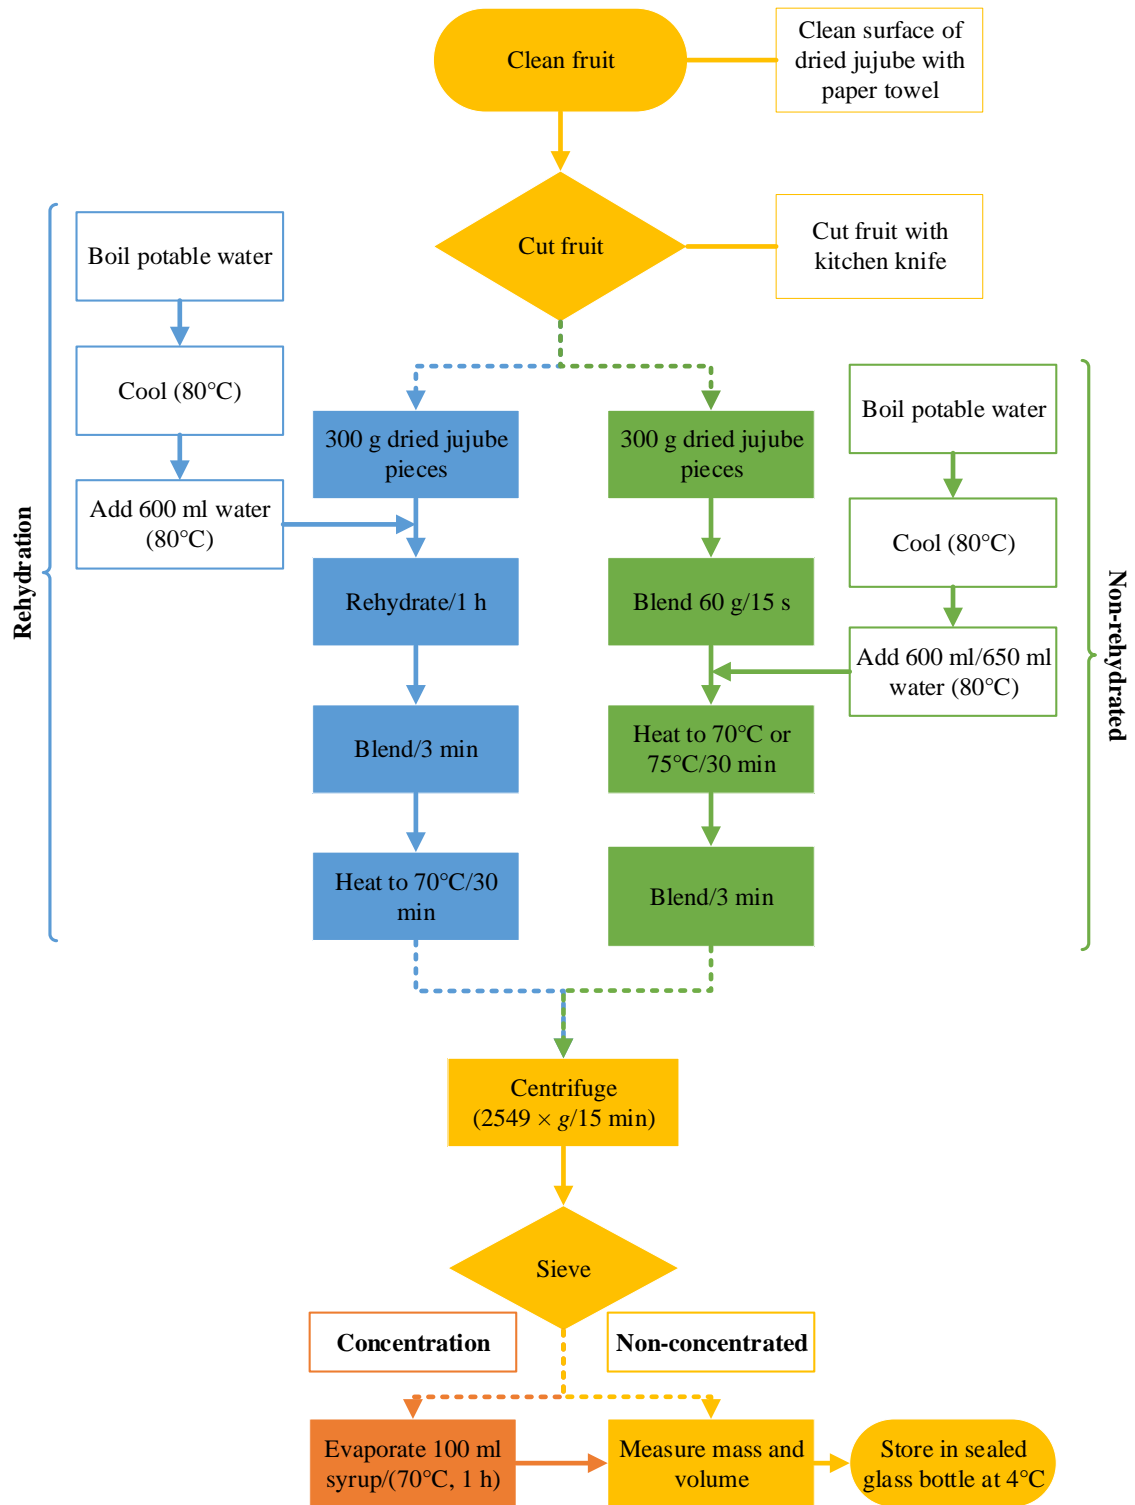 Clean fruit
Clean surface of
dried jujube with
paper towel
Cut fruit
Cut fruit with
kitchen knife
Rehydration
Boil potable water
Cool (80°C)
Add 600 ml water
(80°C)
300 g dried jujube
pieces
Rehydrate/1 h
Blend/3 min
Heat to 70°C/30
min
300 g dried jujube
pieces
Blend 60 g/15 s
Heat to 70°C or
75°C/30 min
Blend/3 min
Boil potable water
Cool (80°C)
Add 600 ml/650 ml
water (80°C)
Non-rehydrated
Centrifuge
(2549 × g/15 min)
Sieve
Concentration
Non-concentrated
Evaporate 100 ml
syrup/(70°C, 1 h)
Measure mass and
volume
Store in sealed
glass bottle at 4°C